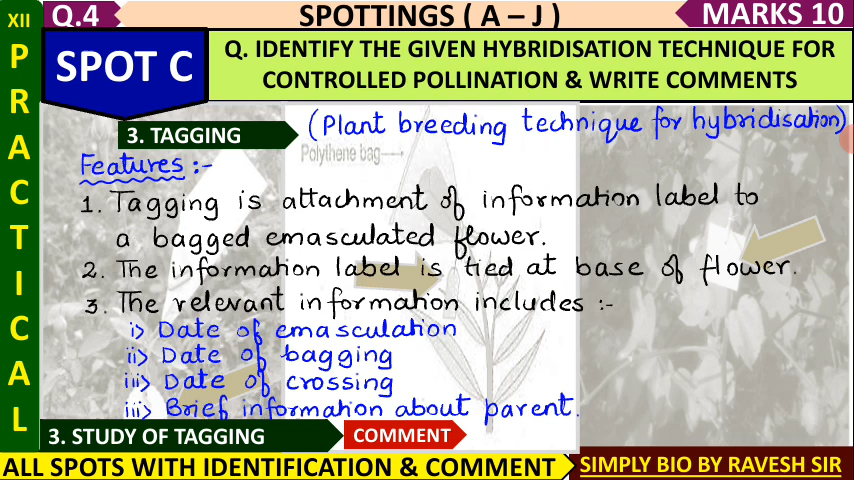 XII
PRACTICAL
Q.4
SPOTTINGS ( A – J )
MARKS 10
SPOT C
Q. IDENTIFY THE GIVEN HYBRIDISATION TECHNIQUE FOR
CONTROLLED POLLINATION & WRITE COMMENTS
3. TAGGING
(Plant breeding technique for hybridisation)
Polythene bag
Features :-
1. Tagging is attachment of information label to
a bagged emasculated flower.
2. The information label is tied at base of flower.
3. The relevant information includes :-
i) Date of emasculation
ii) Date of bagging
iii) Date of crossing
iii) Brief information about parent.
3. STUDY OF TAGGING
COMMENT
ALL SPOTS WITH IDENTIFICATION & COMMENT
SIMPLY BIO BY RAVESH SIR